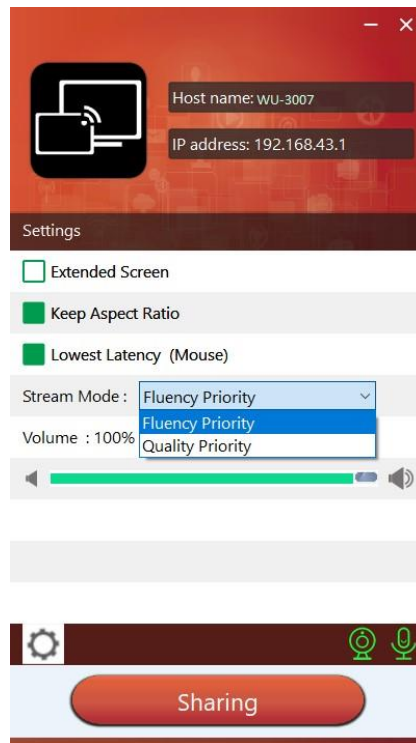 Host name: WU-3007
IP address: 192.168.43.1
Settings
Extended Screen
Keep Aspect Ratio
Lowest Latency (Mouse)
Stream Mode : Fluency Priority
Fluency Priority
Volume : 100%
Quality Priority
Sharing